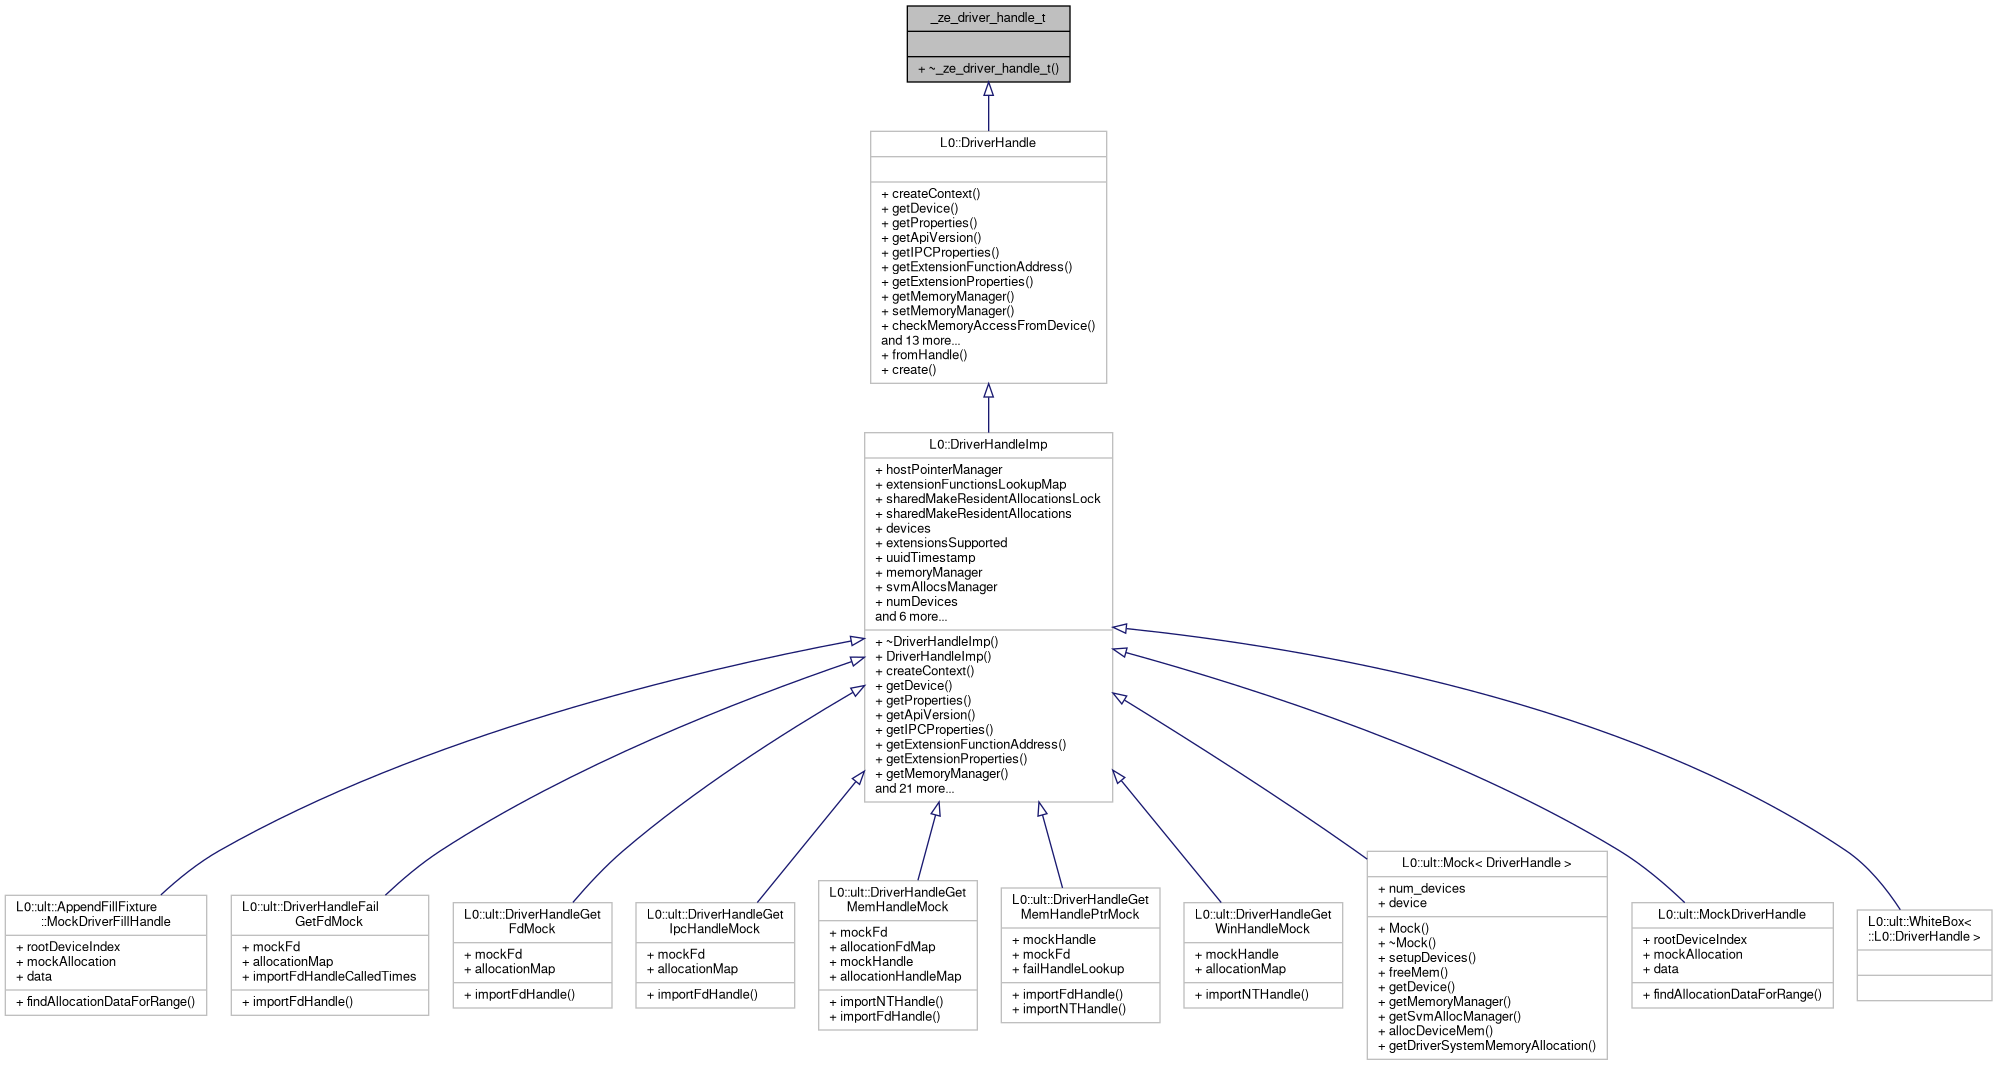 _ze_driver_handle_t
+ ~_ze_driver_handle_t()
L0::DriverHandle
+ createContext()
+ getDevice()
+ getProperties()
+ getApiVersion()
+ getIPCProperties()
+ getExtensionFunctionAddress()
+ getExtensionProperties()
+ getMemoryManager()
+ setMemoryManager()
+ checkMemoryAccessFromDevice()
and 13 more...
+ fromHandle()
+ create()
L0::DriverHandleImp
+ hostPointerManager
+ extensionFunctionsLookupMap
+ sharedMakeResidentAllocationsLock
+ sharedMakeResidentAllocations
+ devices
+ extensionsSupported
+ uuidTimestamp
+ memoryManager
+ svmAllocsManager
+ numDevices
and 6 more...
+ ~DriverHandleImp()
+ DriverHandleImp()
+ createContext()
+ getDevice()
+ getProperties()
+ getApiVersion()
+ getIPCProperties()
+ getExtensionFunctionAddress()
+ getExtensionProperties()
+ getMemoryManager()
and 21 more...
L0::ult::AppendFillFixture
::MockDriverFillHandle
+ rootDeviceIndex
+ mockAllocation
+ data
+ findAllocationDataForRange()
L0::ult::DriverHandleFail
GetFdMock
+ mockFd
+ allocationMap
+ importFdHandleCalledTimes
+ importFdHandle()
L0::ult::DriverHandleGet
FdMock
+ mockFd
+ allocationMap
+ importFdHandle()
L0::ult::DriverHandleGet
IpcHandleMock
+ mockFd
+ allocationMap
+ importFdHandle()
L0::ult::DriverHandleGet
MemHandleMock
+ mockFd
+ allocationFdMap
+ mockHandle
+ allocationHandleMap
+ importNTHandle()
+ importFdHandle()
L0::ult::DriverHandleGet
MemHandlePtrMock
+ mockHandle
+ mockFd
+ failHandleLookup
+ importFdHandle()
+ importNTHandle()
L0::ult::DriverHandleGet
WinHandleMock
+ mockHandle
+ allocationMap
+ importNTHandle()
L0::ult::Mock< DriverHandle >
+ num_devices
+ device
+ Mock()
+ ~Mock()
+ setupDevices()
+ freeMem()
+ getDevice()
+ getMemoryManager()
+ getSvmAllocManager()
+ allocDeviceMem()
+ getDriverSystemMemoryAllocation()
L0::ult::MockDriverHandle
+ rootDeviceIndex
+ mockAllocation
+ data
+ findAllocationDataForRange()
L0::ult::WhiteBox<
::L0::DriverHandle >